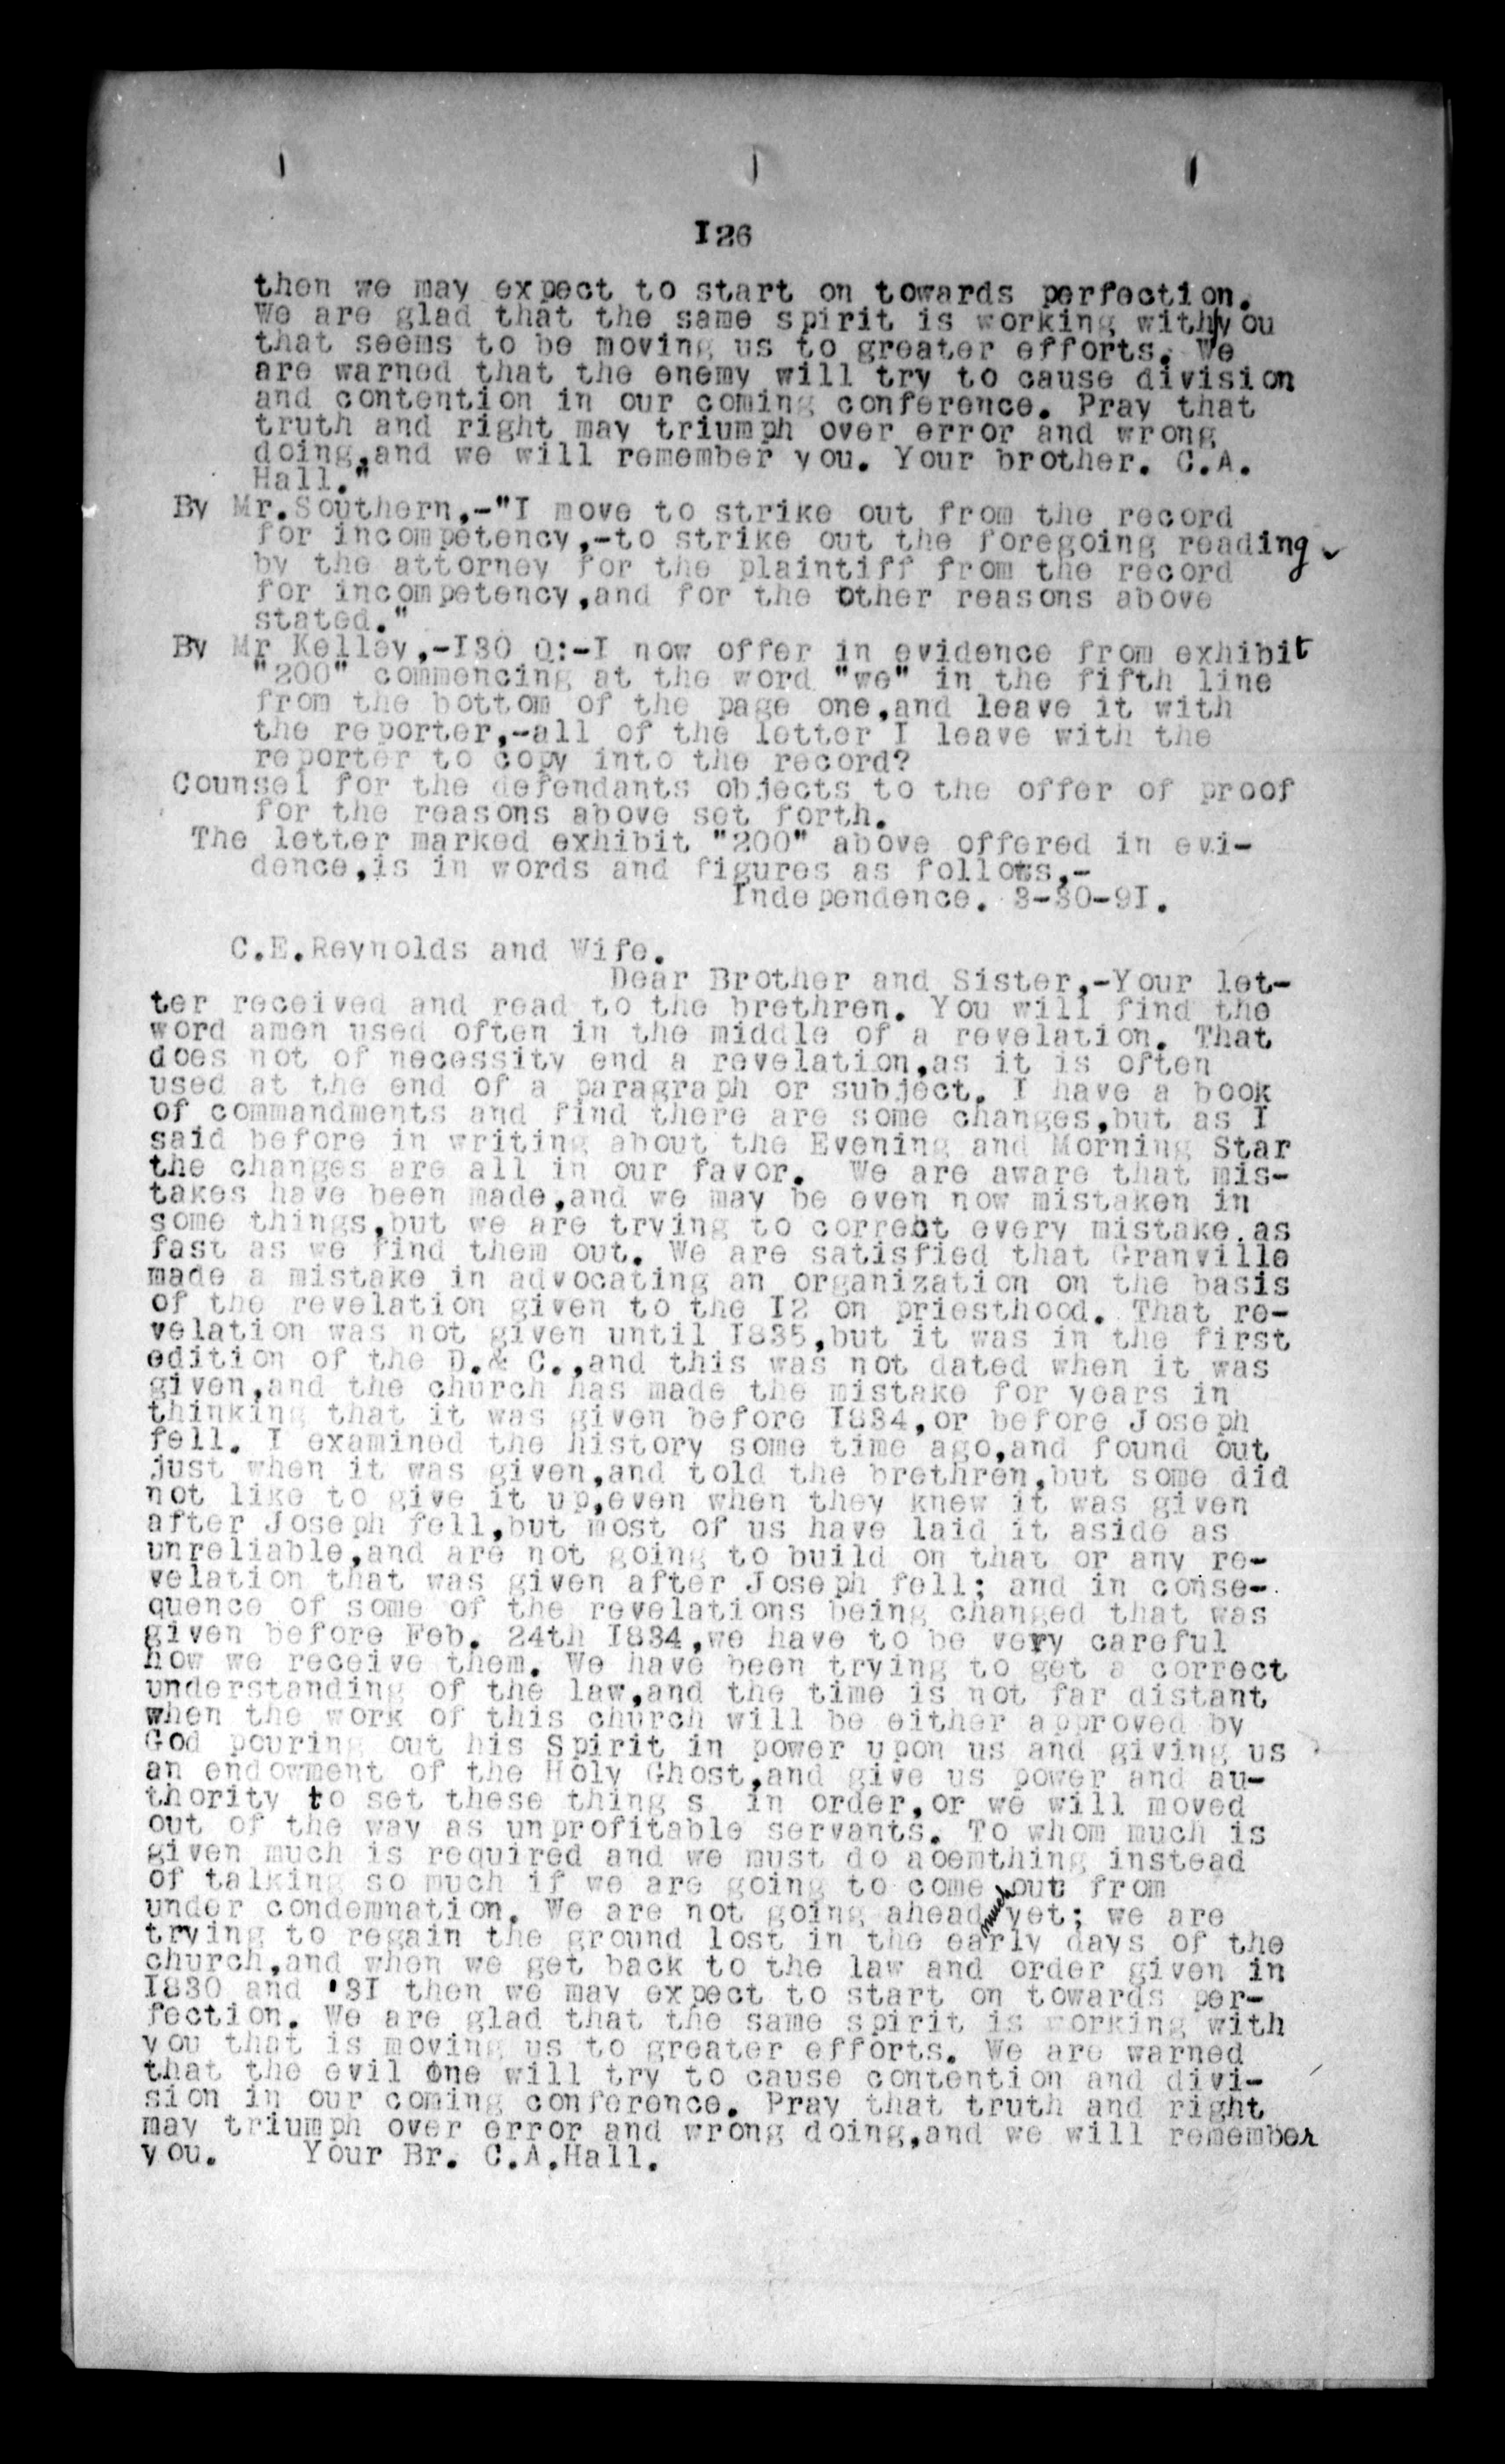 I26
then we may expect to start on towards perfection.
We are glad that the same spirit is working with you
that seems to be moving us to greater efforts. We
are warned that the enemy will try to cause division
and contention in our coming conference. Pray that
truth and right may triumph over error and wrong
doing,and we will remember you. Your brother. C.A.
Hall."
By Mr.Southern,-"I move to strike out from the record
for incompetency,-to strike out the foregoing reading
by the attorney for the plaintiff from the record
for incompetency,and for the other reasons above
stated."
By Mr Kelley,-I30 Q:-I now offer in evidence from exhibit
"200" commencing at the word "we" in the fifth line
from the bottom of the page one,and leave it with
the reporter,-all of the letter I leave with the
reporter to copy into the record?
Counsel for the defendants objects to the offer of proof
for the reasons above set forth.
The letter marked exhibit "200" above offered in evi-
dence,is in words and figures as follows,-
Independence. 3-30-9I.
C.E.Reynolds and Wife.
Dear Brother and Sister,-Your let-
ter received and read to the brethren. You will find the
word amen used often in the middle of a revelation. That
does not of necessity end a revelation,as it is often
used at the end of a paragraph or subject. I have a book
of commandments and find there are some changes,but as I
said before in writing about the Evening and Morning Star
the changes are all in our favor. We are aware that mis-
takes have been made,and we may be even now mistaken in
some things,but we are trying to correct every mistake as
fast as we find them out. We are satisfied that Granville
made a mistake in advocating an organization on the basis
of the revelation given to the I2 on priesthood. That re-
velation was not given until I835,but it was in the first
edition of the D.& C.,and this was not dated when it was
given,and the church has made the mistake for years in
thinking that it was given before I834,or before Joseph
fell. I examined the history some time ago,and found out
just when it was given,and told the brethren,but some did
not like to give it up,even when they knew it was given
after Joseph fell,but most of us have laid it aside as
unreliable,and are not going to build on that or any re-
velation that was given after Joseph fell; and in conse-
quence of some of the revelations being changed that was
given before Feb. 24th I834,we have to be very careful
how we receive them. We have been trying to get a correct
understanding of the law,and the time is not far distant
when the work of this church will be either approved by
God pouring out his Spirit in power upon us and giving us
an endowment of the Holy Ghost,and give us power and au-
thority to set these thing s in order,or we will moved
out of the way as unprofitable servants. To whom much is
given much is required and we must do aoemthing instead
of talking so much if we are going to come out from
under condemnation. We are not going ahead much yet; we are
trying to regain the ground lost in the early days of the
church,and when we get back to the law and order given in
I830 and '3I then we may expect to start on towards per-
fection. We are glad that the same spirit is working with
you that is moving us to greater efforts. We are warned
that the evil One will try to cause contention and divi-
sion in our coming conference. Pray that truth and right
may triumph over error and wrong doing,and we will remember
you. Your Br. C.A.Hall.